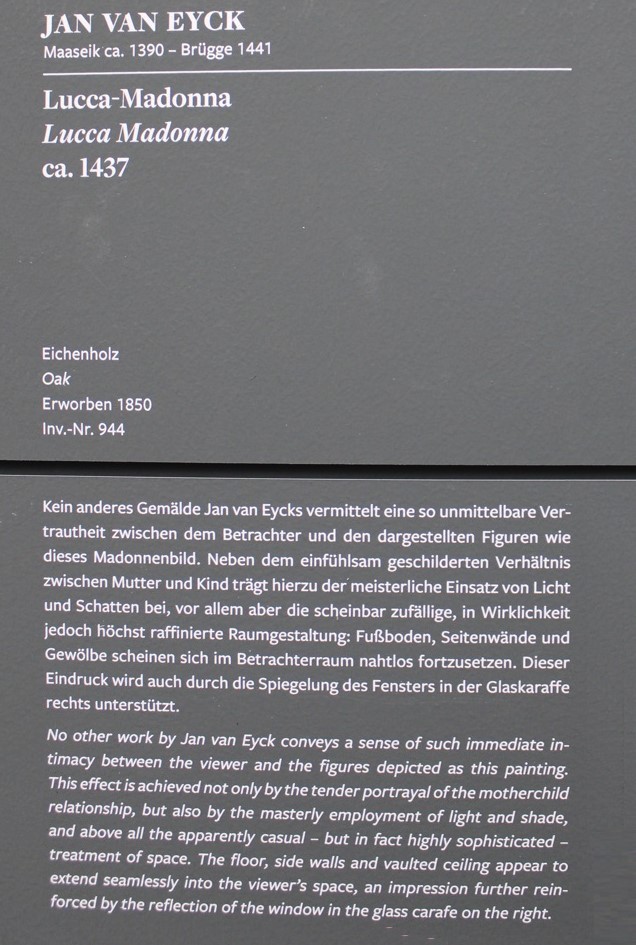 JAN VAN EYCK
Maaseik ca. 1390 – Brügge 1441
Lucca-Madonna
Lucca Madonna
ca. 1437
Eichenholz
Oak
Erworben 1850
Inv.-Nr. 944
Kein anderes Gemälde Jan van Eycks vermittelt eine so unmittelbare Ver-
trautheit zwischen dem Betrachter und den dargestellten Figuren wie
dieses Madonnenbild. Neben dem einfühlsam geschilderten Verhältnis
zwischen Mutter und Kind trägt hierzu der meisterliche Einsatz von Licht
und Schatten bei, vor allem aber die scheinbar zufällige, in Wirklichkeit
jedoch höchst raffinierte Raumgestaltung: Fußboden, Seitenwände und
Gewölbe scheinen sich im Betrachterraum nahtlos fortzusetzen. Dieser
Eindruck wird auch durch die Spiegelung des Fensters in der Glaskaraffe
rechts unterstützt.
No other work by Jan van Eyck conveys a sense of such immediate in-
timacy between the viewer and the figures depicted as this painting.
This effect is achieved not only by the tender portrayal of the motherchild
relationship, but also by the masterly employment of light and shade,
and above all the apparently casual – but in fact highly sophisticated –
treatment of space. The floor, side walls and vaulted ceiling appear to
extend seamlessly into the viewer's space, an impression further rein-
forced by the reflection of the window in the glass carafe on the right.